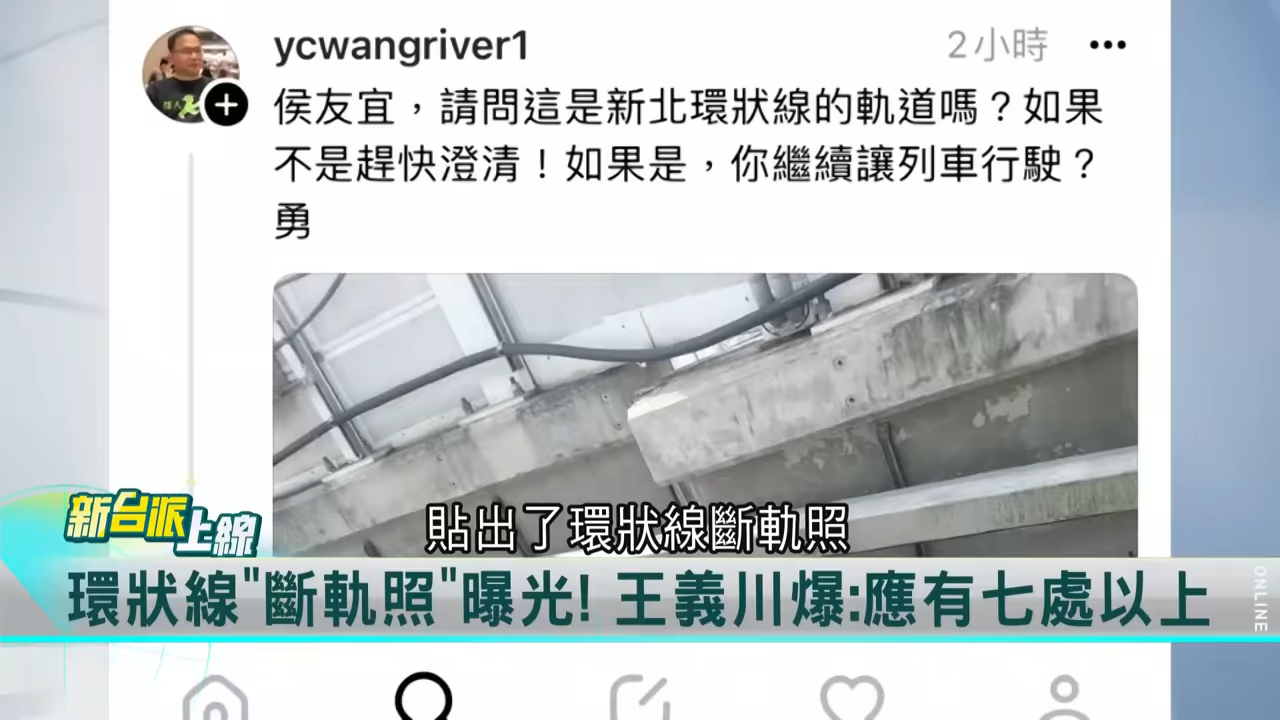 ycwangriver1
2小時
侯友宜，請問這是新北環狀線的軌道嗎？如果
不是趕快澄清！如果是，你繼續讓列車行駛？
勇
新台派
上線
貼出了環狀線斷軌照
環狀線"斷軌照"曝光! 王義川爆:應有七處以上
ONLINE